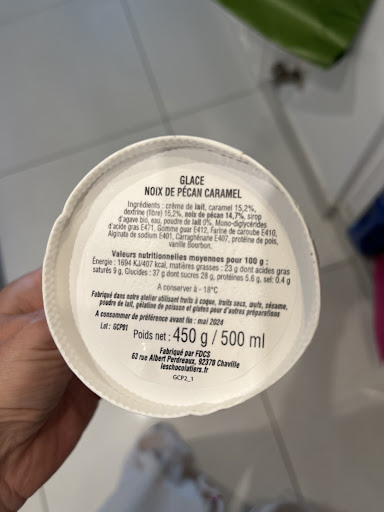 GLACE
NOIX DE PÉCAN CARAMEL
Ingrédients : crème de lait, caramel 15,2%,
dextrine (fibre) 15,2%, noix de pécan 14,7%, sirop
d'agave bio, eau, poudre de lait 0%, Mono-diglycérides
d'acide gras E471, Gomme guar E412, Farine de caroube E410,
Alginate de sodium E401, Carraghénane E407, protéine de pois,
vanille bourbon.
Valeurs nutritionnelles moyennes pour 100 g :
Énergie : 1694 KJ/407 kcal, matières grasses : 23 g dont acides gras
saturés 9 g, Glucides : 37 g dont sucres 28 g, protéines 5,6 g, sel: 0.4 g
A conserver à - 18°C
Fabriqué dans notre atelier utilisant fruits à coque, fruits secs, œufs, sésame,
poudre de lait, gélatine de poisson et gluten pour d'autres préparations
A consommer de préférence avant fin : mai 2024
Lot : GCP01
Poids net : 450 g / 500 ml
Fabriqué par FDCS
63 rue Albert Perdreaux, 92370 Chaville
leschocolatiers.fr
GCP2_1